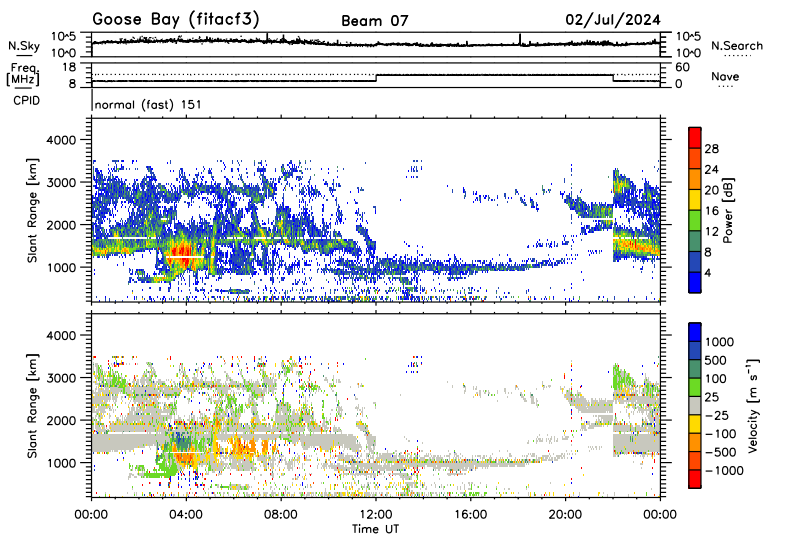 Goose Bay (fitacf3) Beam 07 02/Jul/2024
N.Sky 10^5 10^0 10^5 10^0 N.Search
Freq. [MHz] 18 8 60 0 Nave
CPID normal (fast) 151
Slant Range [km] 4000 3000 2000 1000
Power [dB] 28 24 20 16 12 8 4
Slant Range [km] 4000 3000 2000 1000
Velocity [m s⁻¹] 1000 500 100 25 −25 −100 −500 −1000
00:00 04:00 08:00 12:00 16:00 20:00 00:00
Time UT